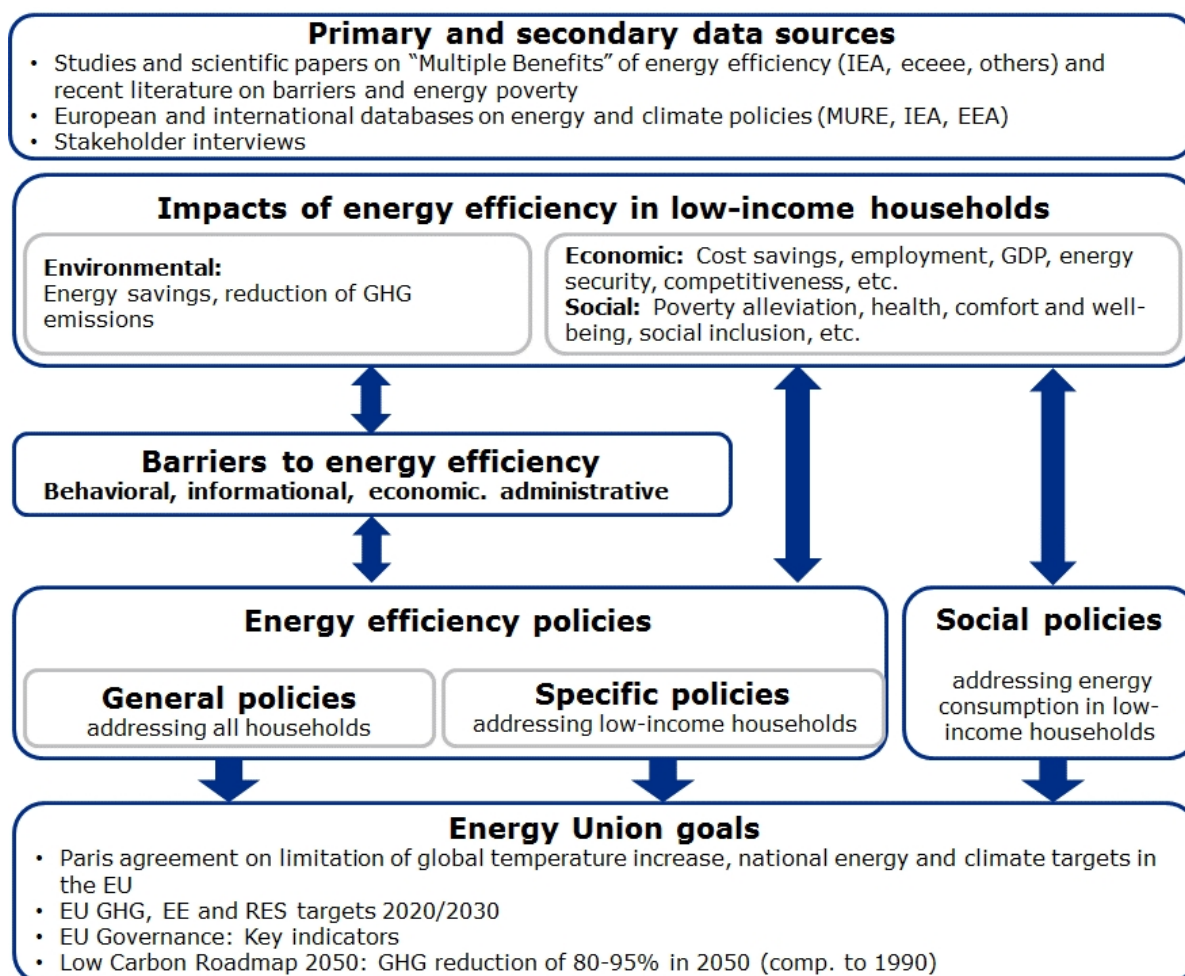 Primary and secondary data sources
• Studies and scientific papers on “Multiple Benefits” of energy efficiency (IEA, eceee, others) and
recent literature on barriers and energy poverty
• European and international databases on energy and climate policies (MURE, IEA, EEA)
• Stakeholder interviews
Impacts of energy efficiency in low-income households
Environmental:
Energy savings, reduction of GHG
emissions
Economic: Cost savings, employment, GDP, energy
security, competitiveness, etc.
Social: Poverty alleviation, health, comfort and well-
being, social inclusion, etc.
Barriers to energy efficiency
Behavioral, informational, economic. administrative
Energy efficiency policies
General policies
addressing all households
Specific policies
addressing low-income households
Social policies
addressing energy
consumption in low-
income households
Energy Union goals
• Paris agreement on limitation of global temperature increase, national energy and climate targets in
the EU
• EU GHG, EE and RES targets 2020/2030
• EU Governance: Key indicators
• Low Carbon Roadmap 2050: GHG reduction of 80-95% in 2050 (comp. to 1990)